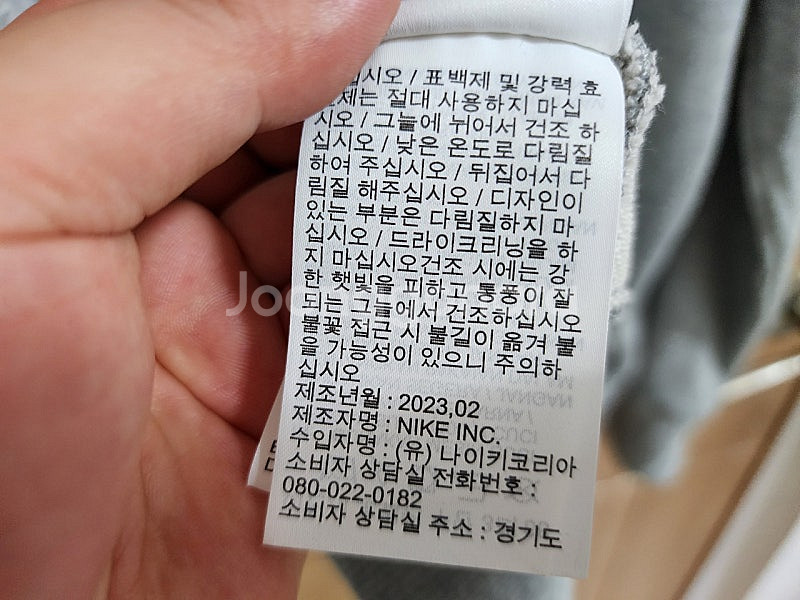 십시오 / 표백제 및 강력 효
제는 절대 사용하지 마십
시오 / 그늘에 뉘어서 건조 하
십시오 / 낮은 온도로 다림질
하여 주십시오 / 뒤집어서 다
림질 해주십시오 / 디자인이
있는 부분은 다림질하지 마
십시오 / 드라이크리닝을 하
지 마십시오건조 시에는 강
한 햇빛을 피하고 통풍이 잘
되는 그늘에서 건조하십시오
불꽃 접근 시 불길이 옮겨 붙
을 가능성이 있으니 주의하
십시오
제조년월 : 2023,02
제조자명 : NIKE INC.
수입자명 : (유) 나이키코리아
소비자 상담실 전화번호 :
080-022-0182
소비자 상담실 주소 : 경기도